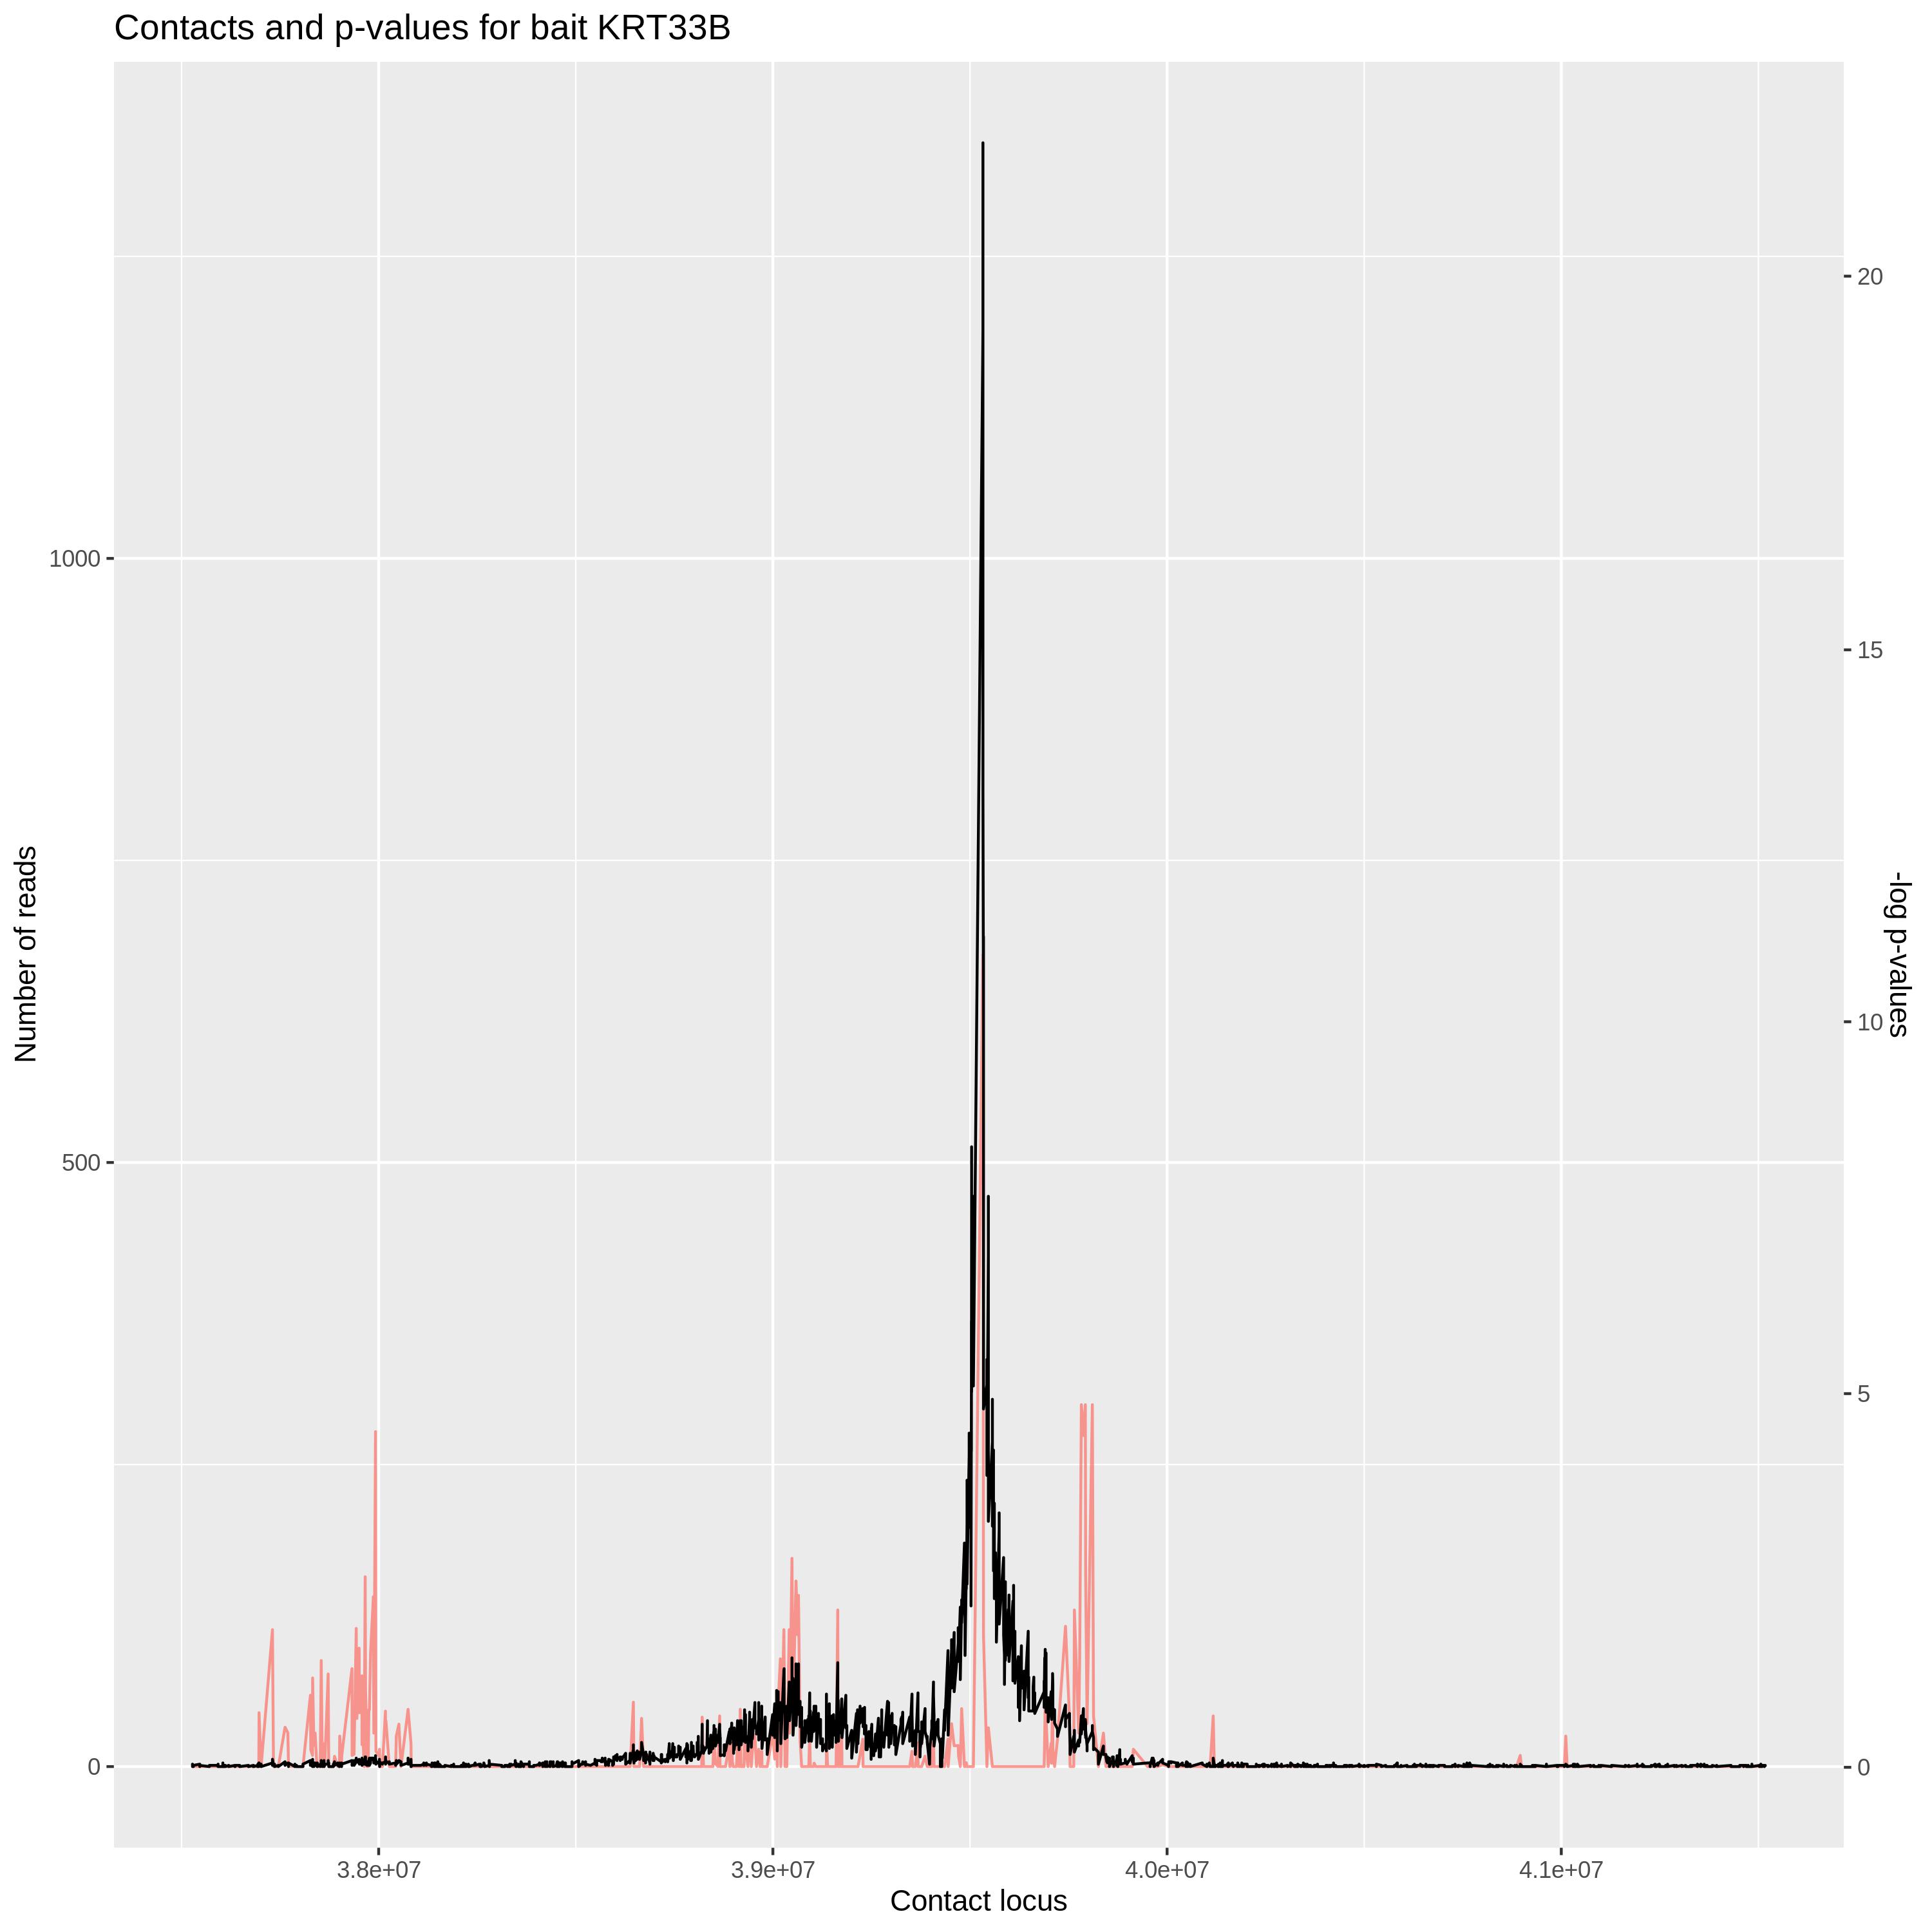 Contacts and p-values for bait KRT33B
Number of reads
1000
500
0
20
15
10
5
0
-log p-values
3.8e+07
3.9e+07
4.0e+07
4.1e+07
Contact locus